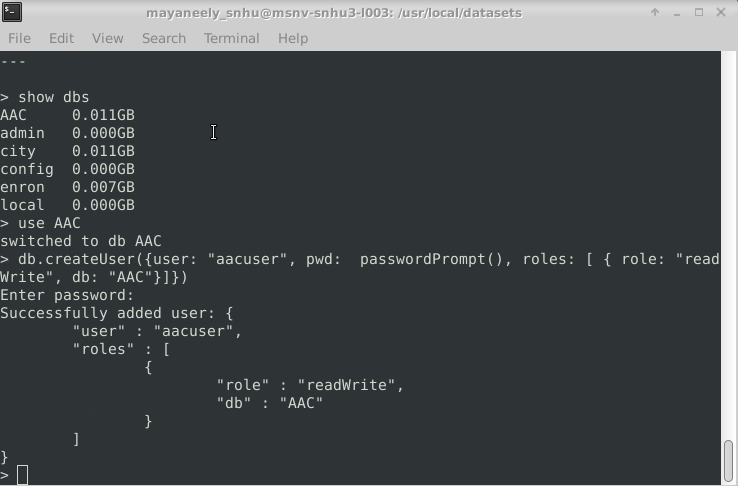 mayaneely_snhu@msnv-snhu3-l003: /usr/local/datasets
File Edit View Search Terminal Help
---
> show dbs
AAC     0.011GB
admin   0.000GB
city    0.011GB
config  0.000GB
enron   0.007GB
local   0.000GB
> use AAC
switched to db AAC
> db.createUser({user: "aacuser", pwd:  passwordPrompt(), roles: [ { role: "read
Write", db: "AAC"}]})
Enter password:
Successfully added user: {
        "user" : "aacuser",
        "roles" : [
                {
                        "role" : "readWrite",
                        "db" : "AAC"
                }
        ]
}
>